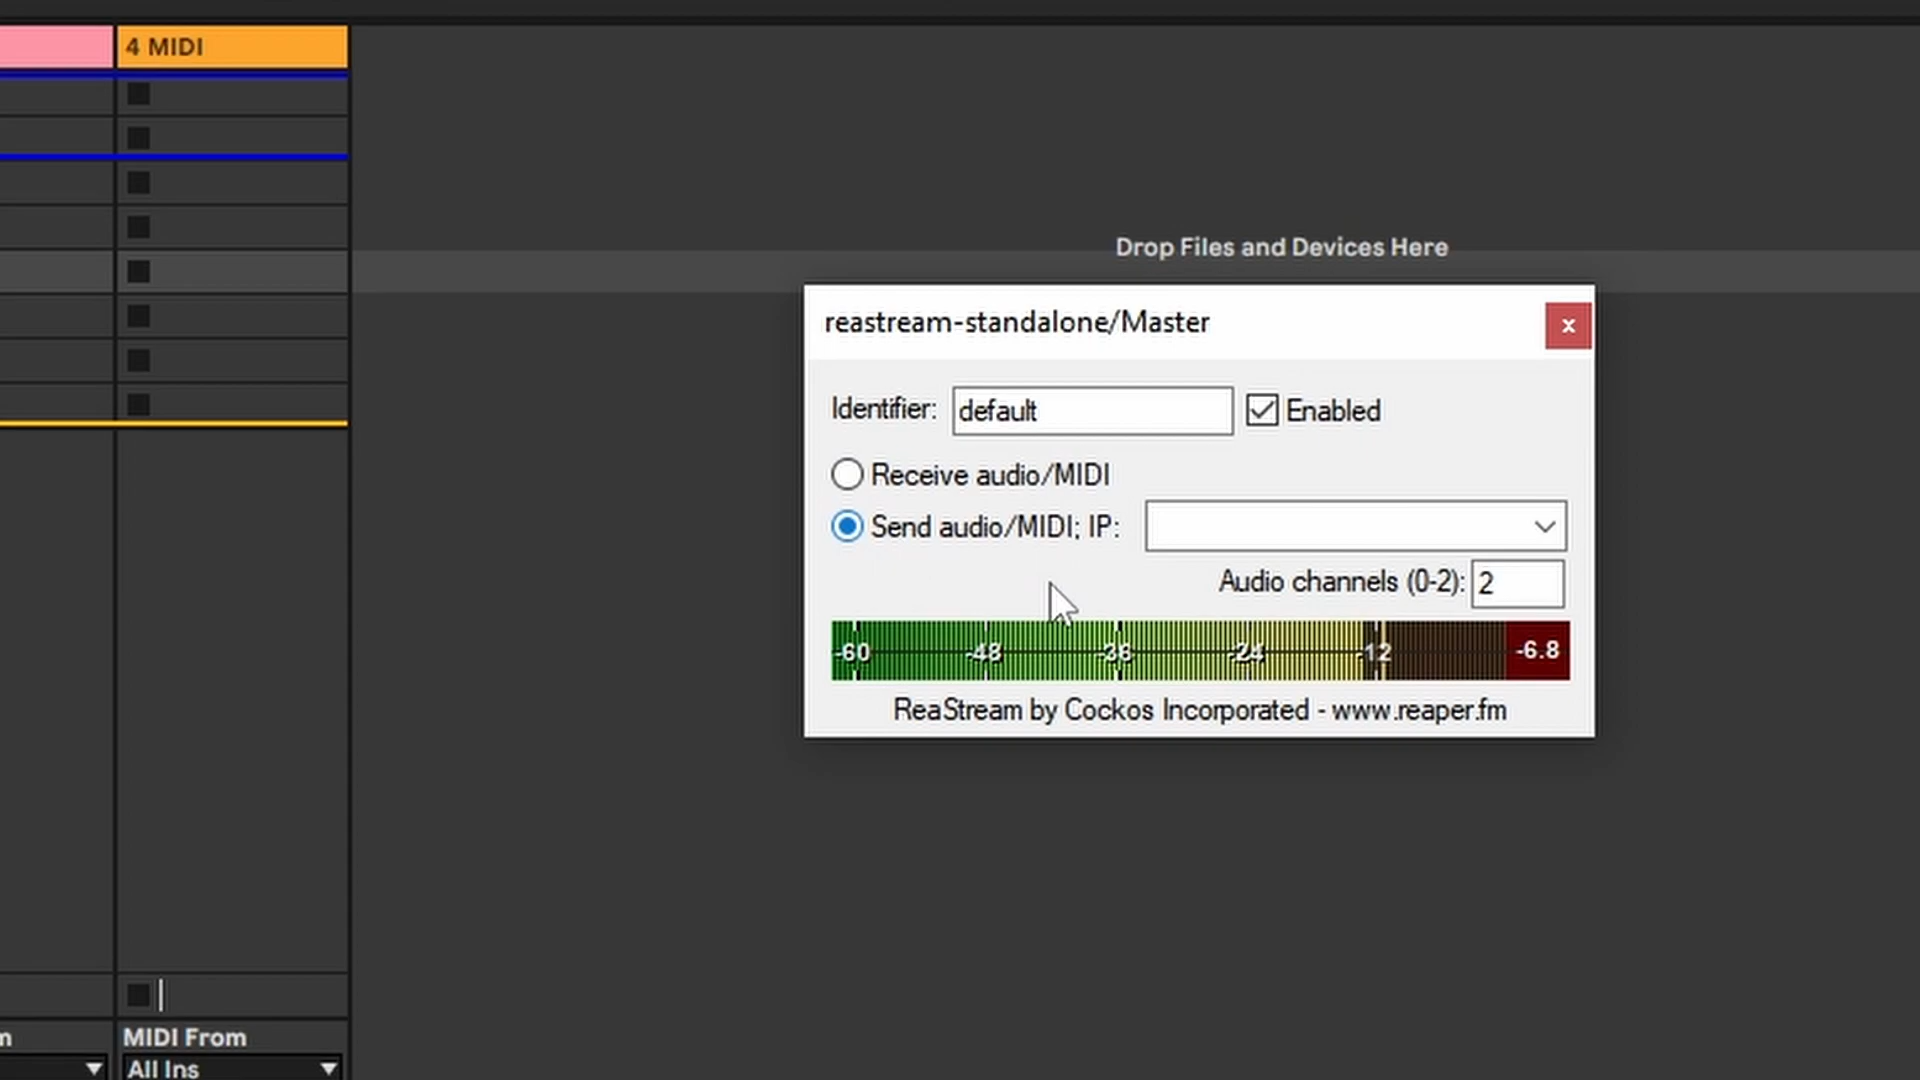 4 MIDI
Drop Files and Devices Here
reastream-standalone/Master
x
Identifier: default Enabled
Receive audio/MIDI
Send audio/MIDI; IP:
Audio channels (0-2): 2
-60 -48 -36 -24 -12 -6.8
ReaStream by Cockos Incorporated - www.reaper.fm
m MIDI From
All Ins